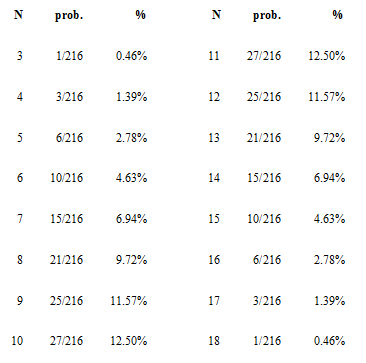 N prob. % N prob. %
3 1/216 0.46% 11 27/216 12.50%
4 3/216 1.39% 12 25/216 11.57%
5 6/216 2.78% 13 21/216 9.72%
6 10/216 4.63% 14 15/216 6.94%
7 15/216 6.94% 15 10/216 4.63%
8 21/216 9.72% 16 6/216 2.78%
9 25/216 11.57% 17 3/216 1.39%
10 27/216 12.50% 18 1/216 0.46%